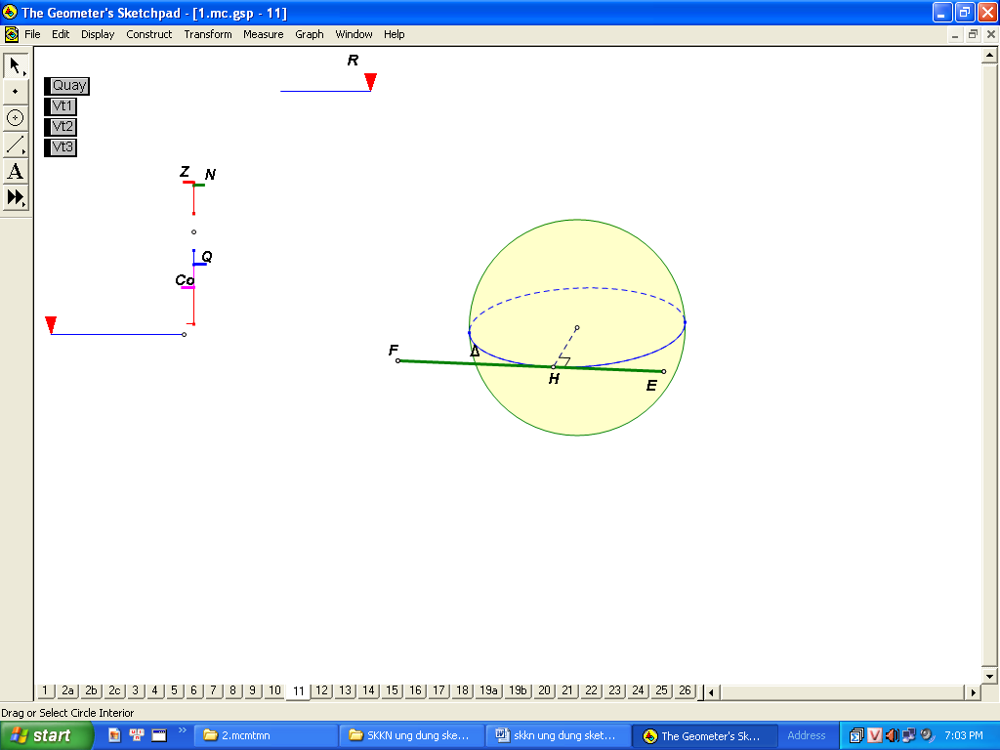 The Geometer's Sketchpad - [1.mc.gsp - 11]
File Edit Display Construct Transform Measure Graph Window Help
R
Quay
Vt1
Vt2
Vt3
A
Z N
Q
Co
F Δ
H E
1 2a 2b 2c 3 4 5 6 7 8 9 10 11 12 13 14 15 16 17 18 19a 19b 20 21 22 23 24 25 26
Drag or Select Circle Interior
start 2.mcmtmn SKKN ung dung ske... skkn ung dung sket... The Geometer's Sk... Address V 7:03 PM